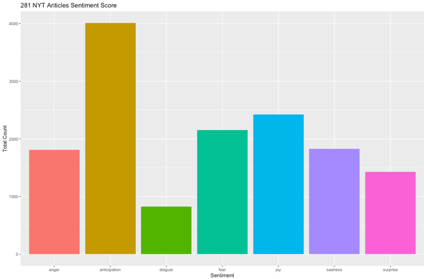 281 NYT Ariticles Sentiment Score
Total Count
4000
3000
2000
1000
0
anger anticipation disgust fear joy sadness surprise
Sentiment